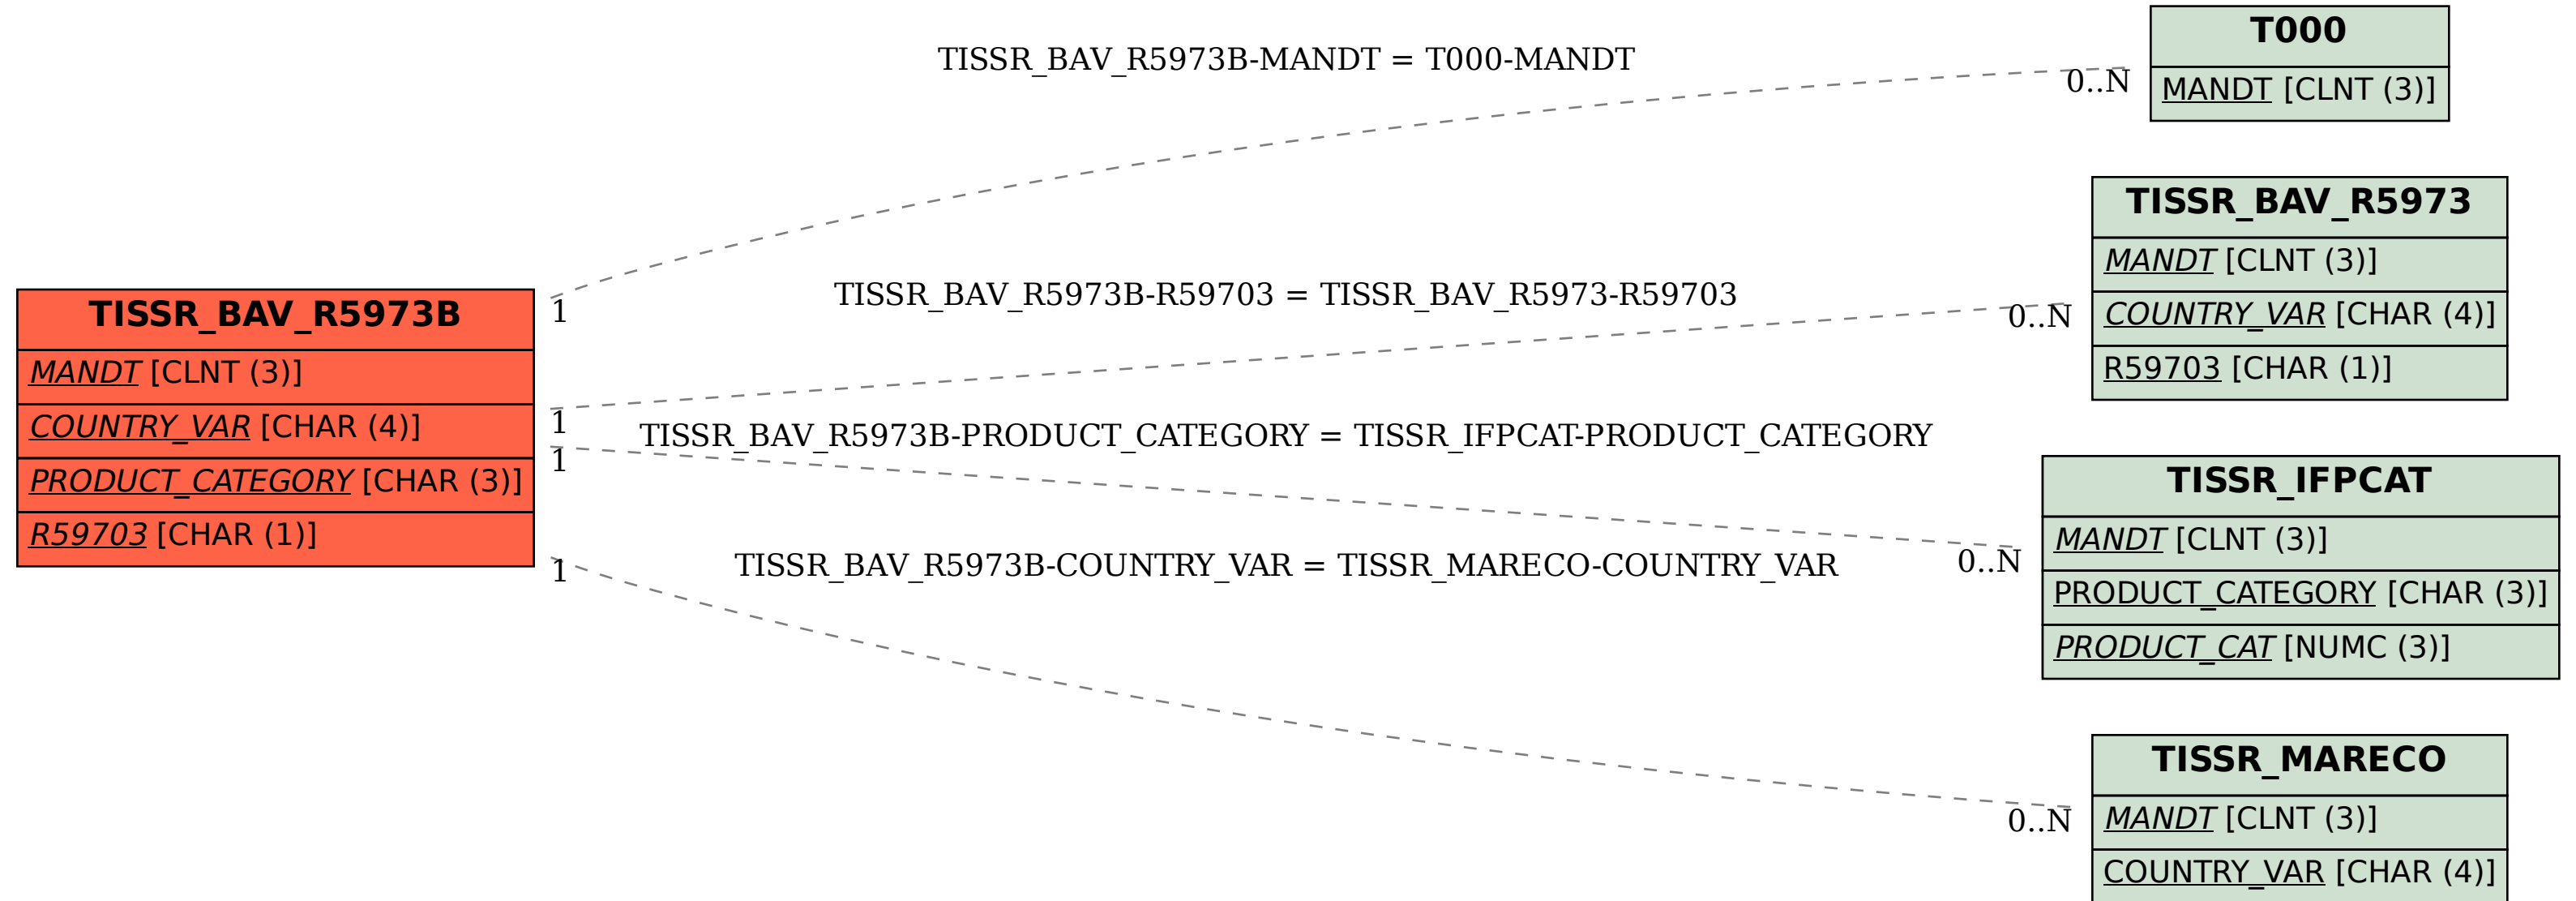 T000
MANDT [CLNT (3)]
TISSR_BAV_R5973B-MANDT = T000-MANDT
0..N
TISSR_BAV_R5973
MANDT [CLNT (3)]
COUNTRY_VAR [CHAR (4)]
R59703 [CHAR (1)]
TISSR_BAV_R5973B
MANDT [CLNT (3)]
COUNTRY_VAR [CHAR (4)]
PRODUCT_CATEGORY [CHAR (3)]
R59703 [CHAR (1)]
1
TISSR_BAV_R5973B-R59703 = TISSR_BAV_R5973-R59703
0..N
1
TISSR_BAV_R5973B-PRODUCT_CATEGORY = TISSR_IFPCAT-PRODUCT_CATEGORY
1
0..N
TISSR_IFPCAT
MANDT [CLNT (3)]
PRODUCT_CATEGORY [CHAR (3)]
PRODUCT_CAT [NUMC (3)]
TISSR_BAV_R5973B-COUNTRY_VAR = TISSR_MARECO-COUNTRY_VAR
1
0..N
TISSR_MARECO
MANDT [CLNT (3)]
COUNTRY_VAR [CHAR (4)]